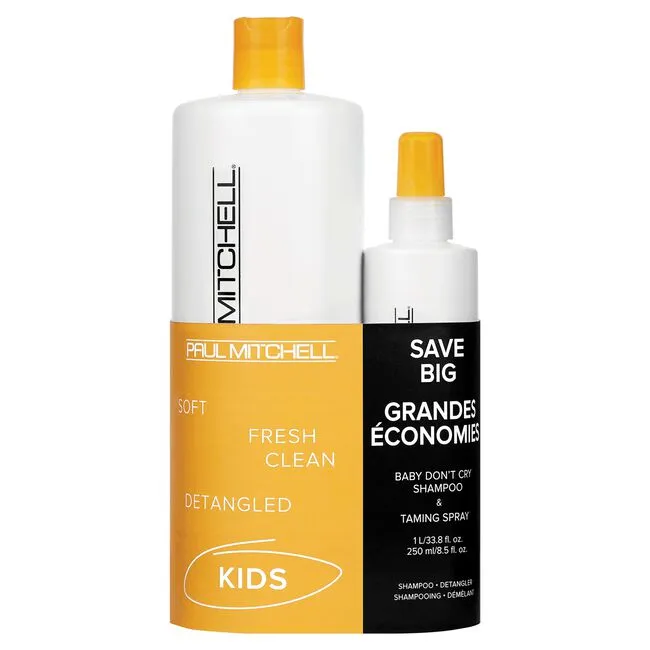 MITCHELL®
PAUL MITCHELL®
SOFT
FRESH
CLEAN
DETANGLED
KIDS
SAVE
BIG
GRANDES
ÉCONOMIES
BABY DON'T CRY
SHAMPOO
&
TAMING SPRAY
1 L/33.8 fl. oz.
250 ml/8.5 fl. oz.
SHAMPOO • DETANGLER
SHAMPOOING • DÉMÊLANT